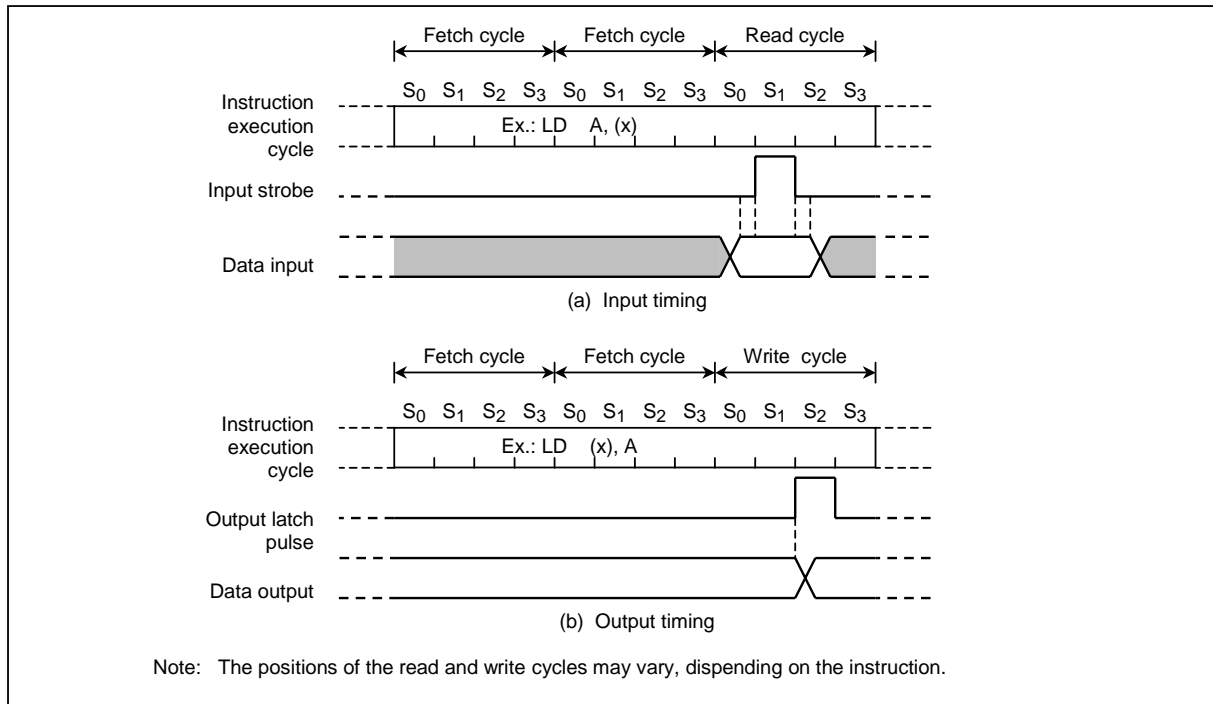 Fetch cycle Fetch cycle Read cycle
S0 S1 S2 S3 S0 S1 S2 S3 S0 S1 S2 S3
Instruction
execution
cycle
Ex.: LD A, (x)
Input strobe
Data input
(a) Input timing
Fetch cycle Fetch cycle Write cycle
S0 S1 S2 S3 S0 S1 S2 S3 S0 S1 S2 S3
Instruction
execution
cycle
Ex.: LD (x), A
Output latch
pulse
Data output
(b) Output timing
Note: The positions of the read and write cycles may vary, dispending on the instruction.